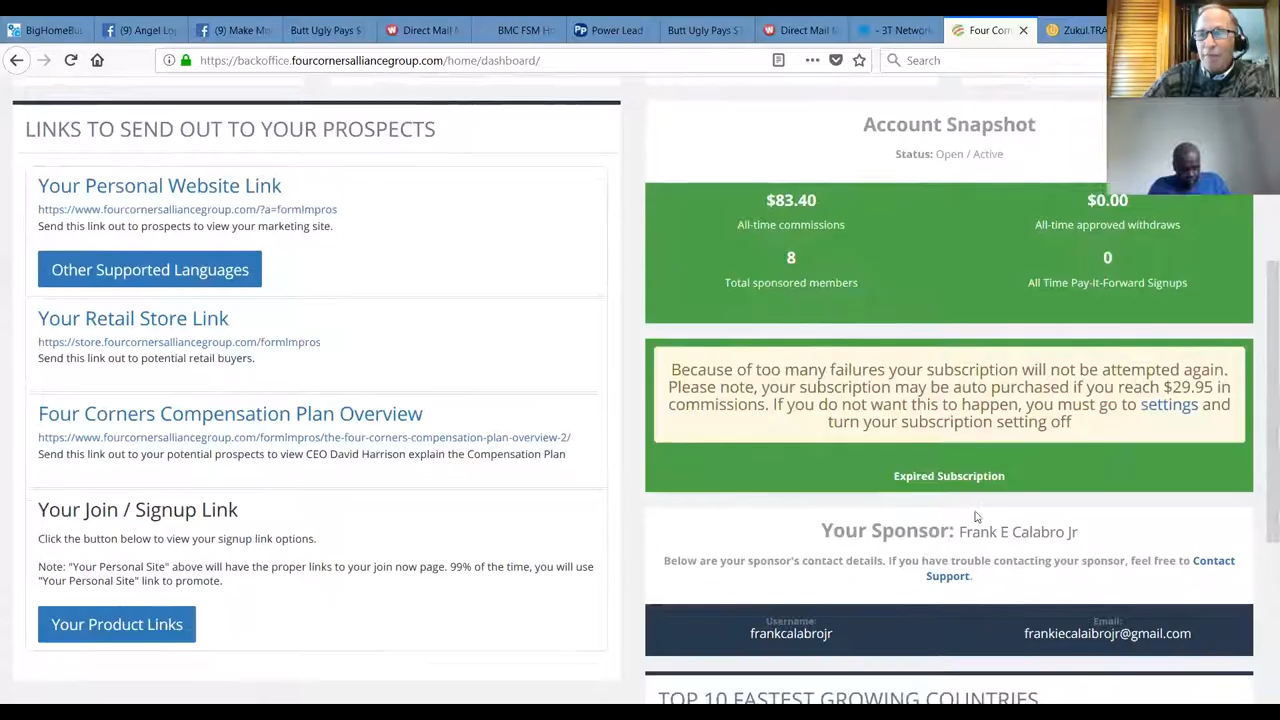 BigHomeBu
(9) Angel Lo
(9) Make
Butt Ugly Pays $
Direct Mai
BMC FSM H
Power Lead
Butt Ugly Pays $
Direct Mail
- 3T Network
Four Corn
Zukul.TRA
https://backoffice.fourcornersalliancegroup.com/home/dashboard/
Search
LINKS TO SEND OUT TO YOUR PROSPECTS
Your Personal Website Link
https://www.fourcornersalliancegroup.com/?a=formlmpros
Send this link out to prospects to view your marketing site.
Other Supported Languages
Your Retail Store Link
https://store.fourcornersalliancegroup.com/formlmpros
Send this link out to potential retail buyers.
Four Corners Compensation Plan Overview
https://www.fourcornersalliancegroup.com/formlmpros/the-four-corners-compensation-plan-overview-2/
Send this link out to your potential prospects to view CEO David Harrison explain the Compensation Plan
Your Join / Signup Link
Click the button below to view your signup link options.
Note: "Your Personal Site" above will have the proper links to your join now page. 99% of the time, you will use
"Your Personal Site" link to promote.
Your Product Links
Account Snapshot
Status: Open / Active
$83.40
All-time commissions
$0.00
All-time approved withdraws
8
Total sponsored members
0
All Time Pay-It-Forward Signups
Because of too many failures your subscription will not be attempted again.
Please note, your subscription may be auto purchased if you reach $29.95 in
commissions. If you do not want this to happen, you must go to settings and
turn your subscription setting off
Expired Subscription
Your Sponsor: Frank E Calabro Jr
Below are your sponsor's contact details. If you have trouble contacting your sponsor, feel free to Contact
Support.
Username:
frankcalabrojr
Email:
frankiecalaibrojr@gmail.com
TOP 10 FASTEST GROWING COUNTRIES